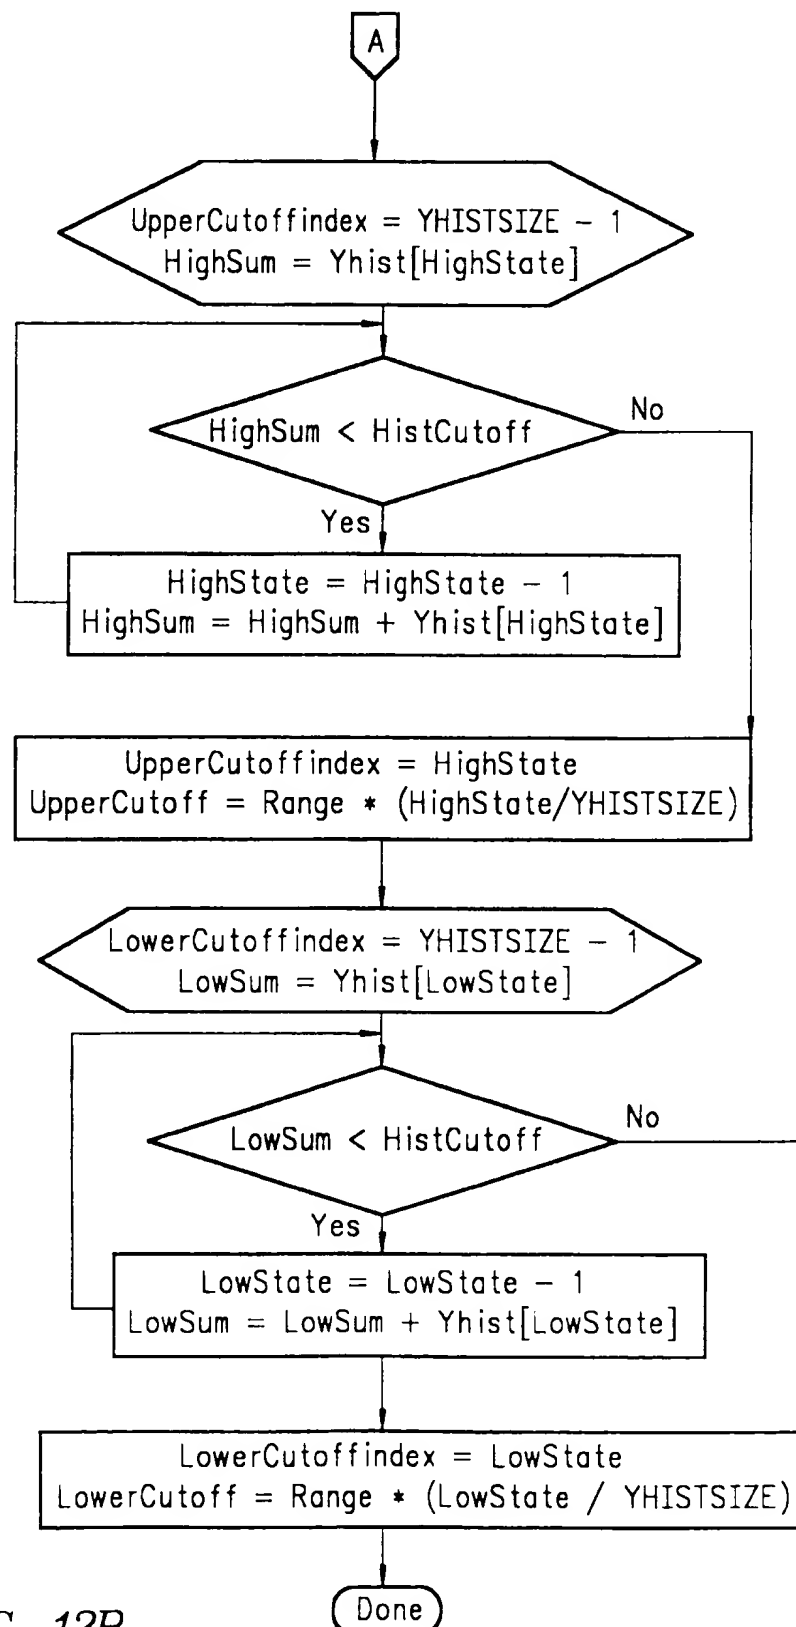 A
UpperCutoffindex = YHISTSIZE - 1
HighSum = Yhist[HighState]
HighSum < HistCutoff
No
Yes
HighState = HighState - 1
HighSum = HighSum + Yhist[HighState]
UpperCutoffindex = HighState
UpperCutoff = Range * (HighState/YHISTSIZE)
LowerCutoffindex = YHISTSIZE - 1
LowSum = Yhist[LowState]
LowSum < HistCutoff
No
Yes
LowState = LowState - 1
LowSum = LowSum + Yhist[LowState]
LowerCutoffindex = LowState
LowerCutoff = Range * (LowState / YHISTSIZE)
Done